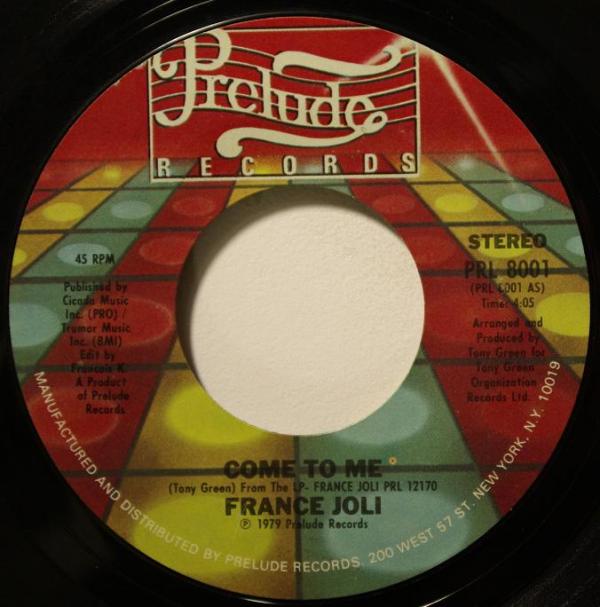 Prelude
RECORDS
45 RPM
Published by
Cicada Music
Inc. (PRO) /
Trumar Music
Inc. (BMI)
Edit by
Francois K.
A Product
of Prelude
Records
STEREO
PRL 8001
(PRL 8001 AS)
Time: 4:05
Arranged and
Produced by
Tony Green for
Tony Green
Organization
Records Ltd.
COME TO ME
(Tony Green) From The LP- FRANCE JOLI PRL 12170
FRANCE JOLI
℗ 1979 Prelude Records
MANUFACTURED AND DISTRIBUTED BY PRELUDE RECORDS, 200 WEST 57 ST. NEW YORK, N.Y. 10019